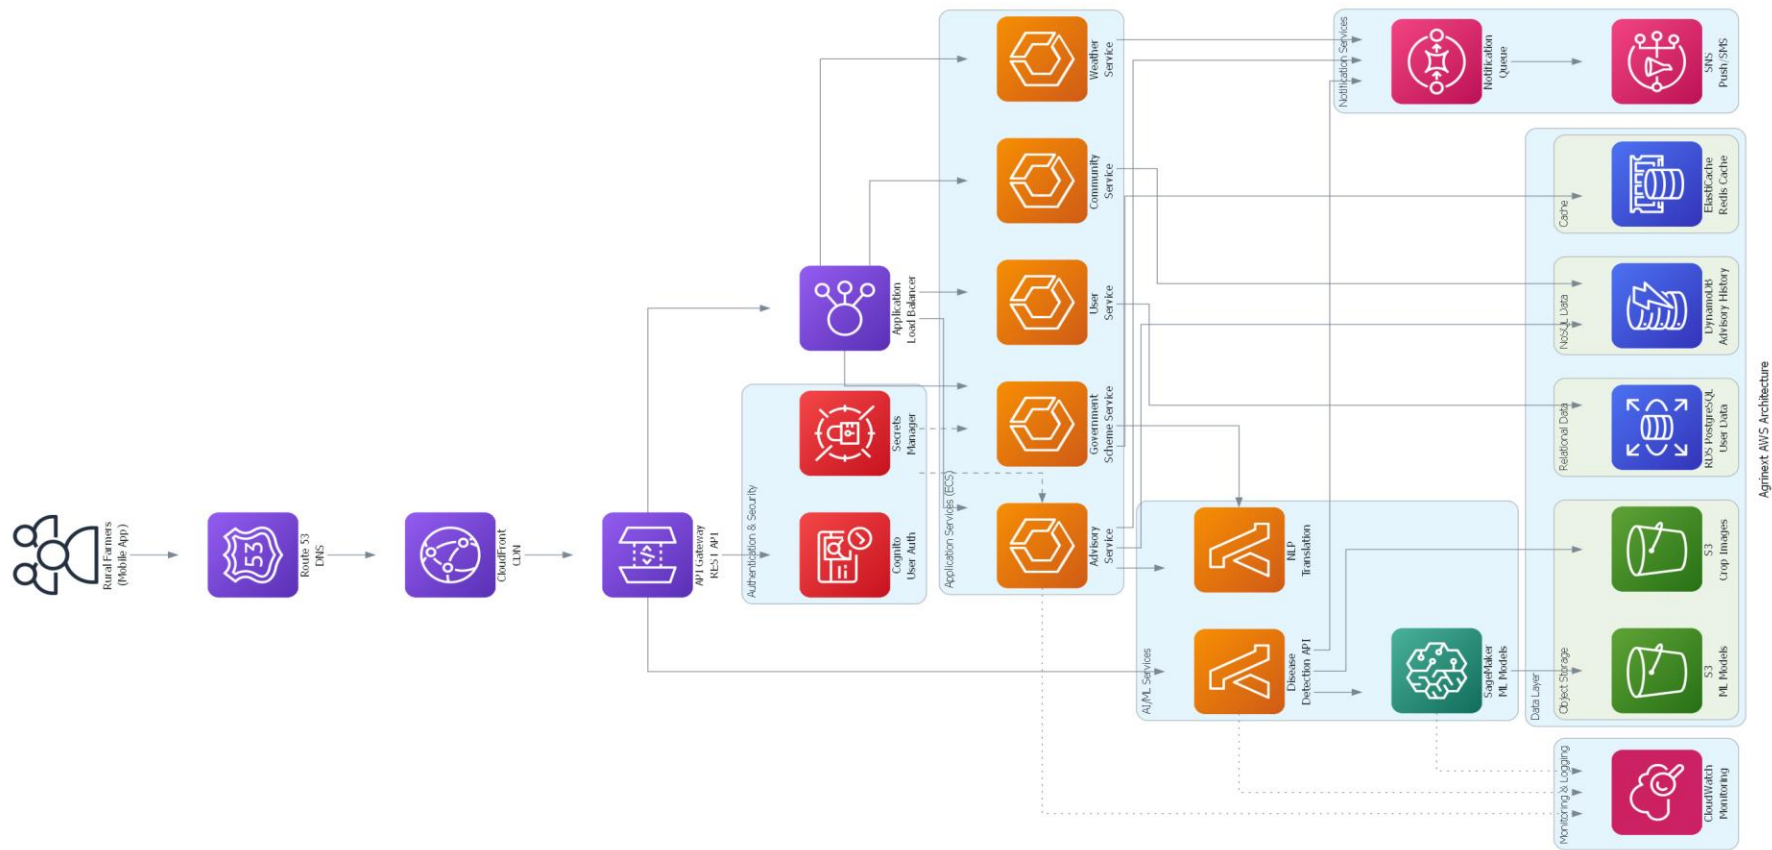 Rural Farmers
(Mobile App)
Route 53
DNS
CloudFront
CDN
API Gateway
REST API
Authentication & Security
Secrets
Manager
Cognito
User Auth
Application
Load Balancer
Application Services (ECS)
Weather
Service
Community
Service
User
Service
Government
Scheme Service
Advisory
Service
AI/ML Services
NLP
Translation
Disease
Detection API
SageMaker
ML Models
Notification Services
Notification
Queue
SNS
Push/SMS
Data Layer
Cache
ElastiCache
Redis Cache
NoSQL Data
DynamoDB
Advisory History
Relational Data
RDS PostgreSQL
User Data
Object Storage
S3
Crop Images
S3
ML Models
Monitoring & Logging
CloudWatch
Monitoring
Agrinext AWS Architecture
53